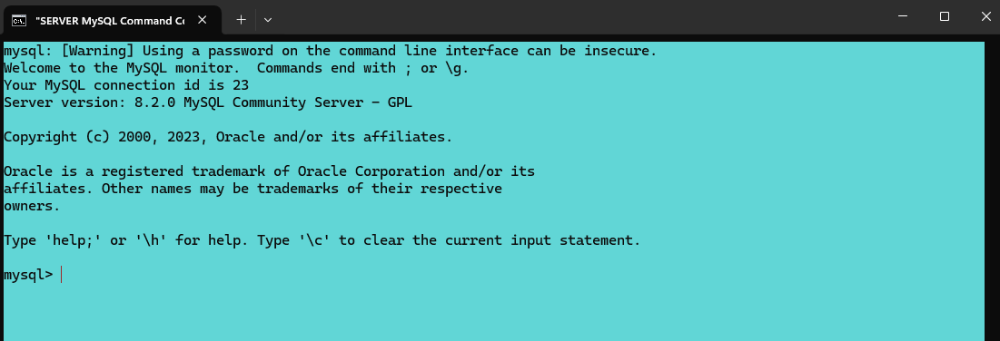 "SERVER MySQL Command Co
mysql: [Warning] Using a password on the command line interface can be insecure.
Welcome to the MySQL monitor.  Commands end with ; or \g.
Your MySQL connection id is 23
Server version: 8.2.0 MySQL Community Server - GPL

Copyright (c) 2000, 2023, Oracle and/or its affiliates.

Oracle is a registered trademark of Oracle Corporation and/or its
affiliates. Other names may be trademarks of their respective
owners.

Type 'help;' or '\h' for help. Type '\c' to clear the current input statement.

mysql>